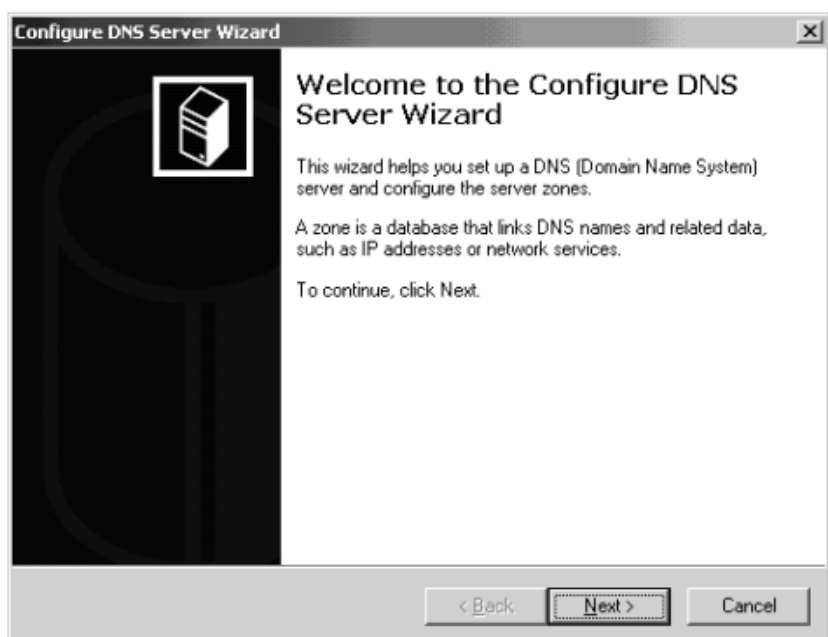 Configure DNS Server Wizard
Welcome to the Configure DNS
Server Wizard
This wizard helps you set up a DNS (Domain Name System)
server and configure the server zones.
A zone is a database that links DNS names and related data,
such as IP addresses or network services.
To continue, click Next.
< Back
Next >
Cancel